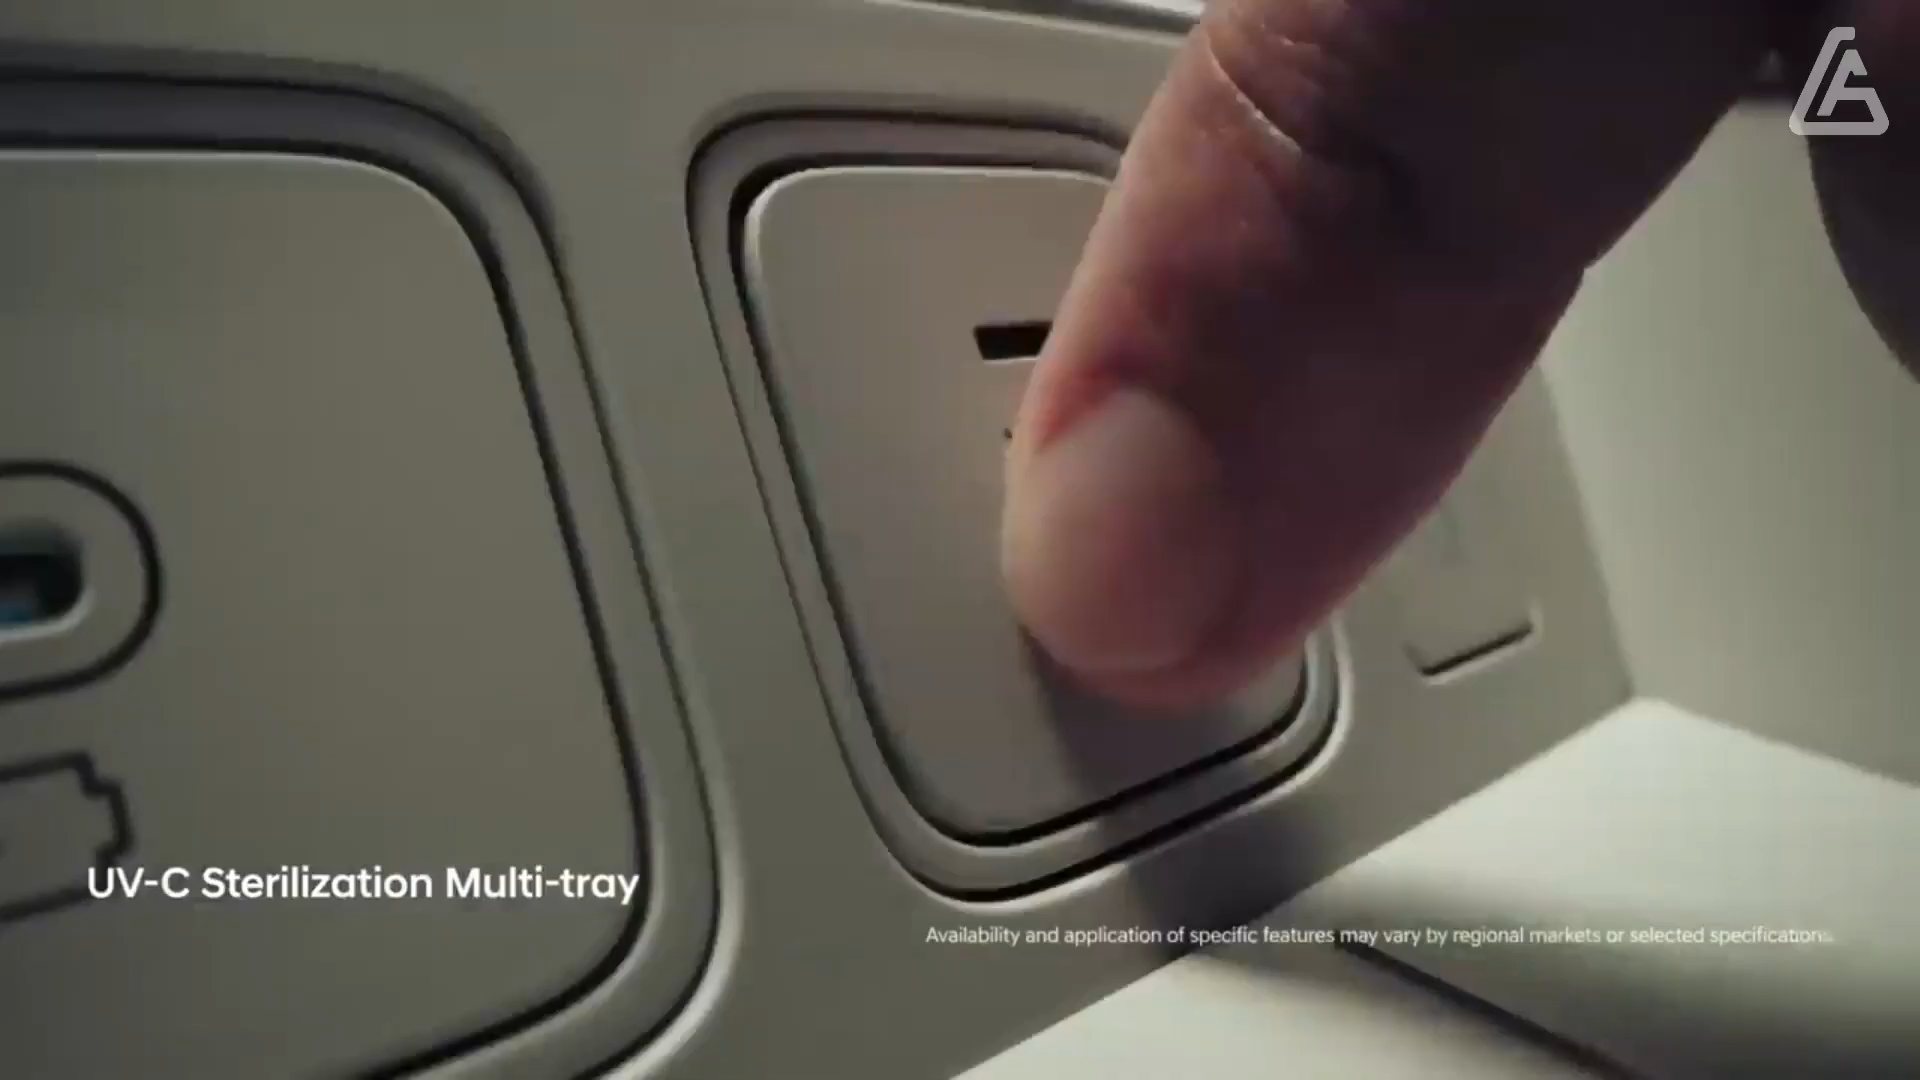 UV-C Sterilization Multi-tray
Availability and application of specific features may vary by regional markets or selected specifications.